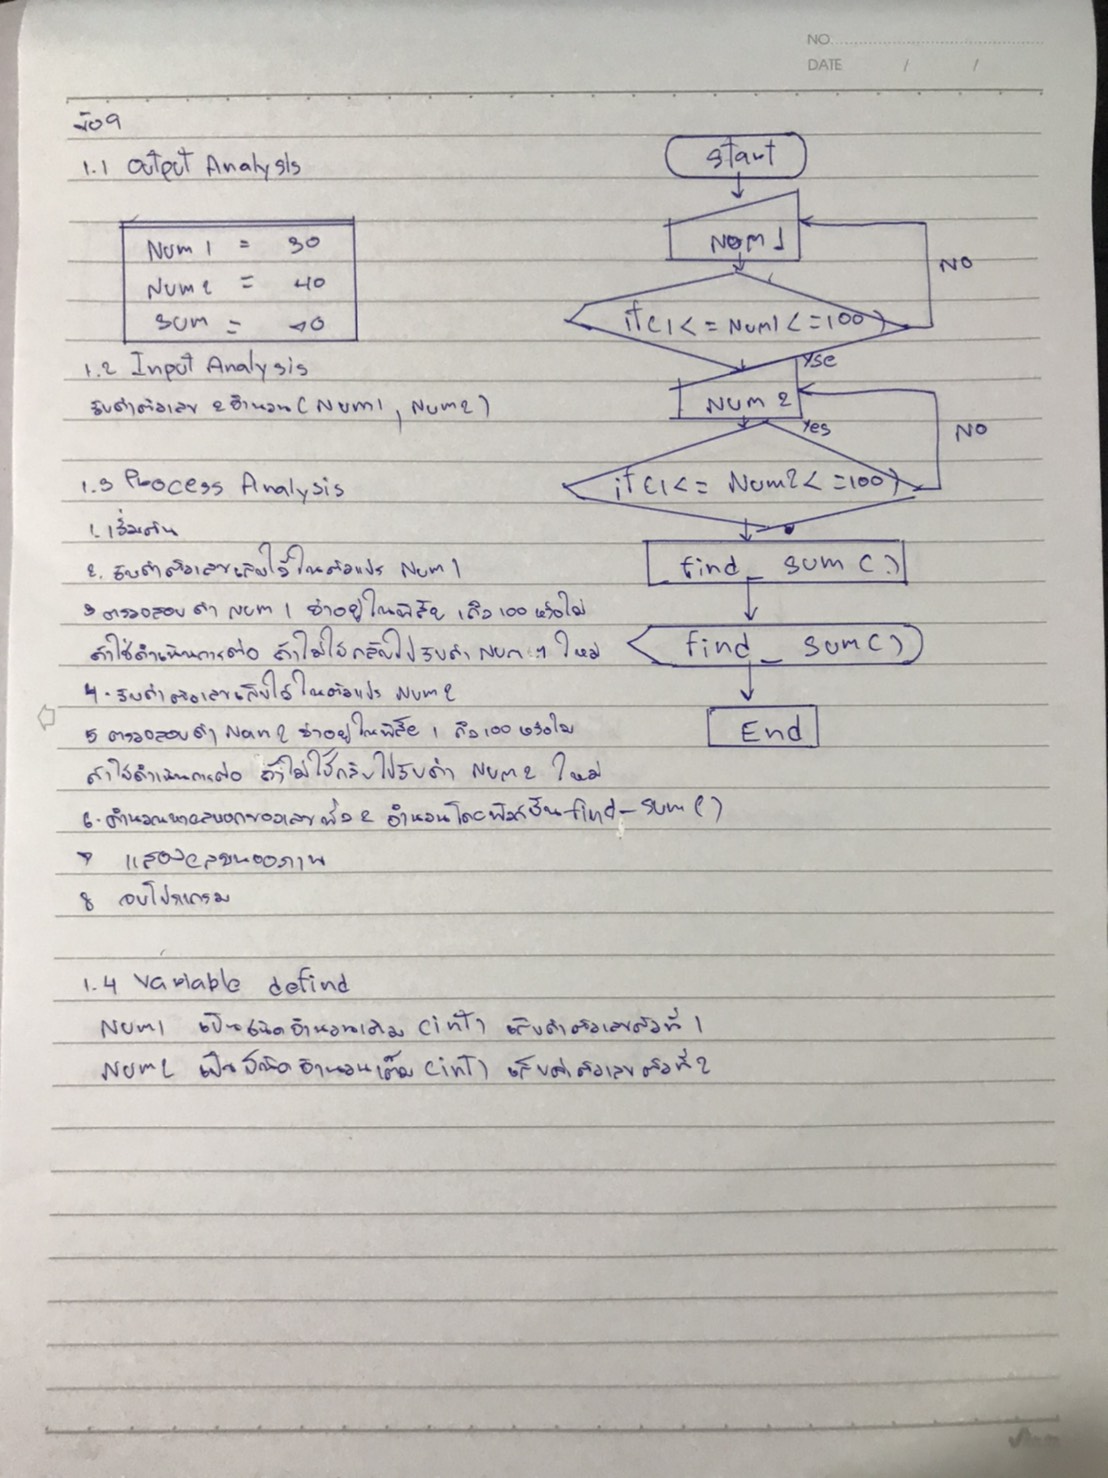 NO.
DATE / /
ข้อ 9
1.1 Output Analysis
Num 1 = 30
Num 2 = 40
Sum = 70
1.2 Input Analysis
รับค่าตัวเลข 2 จำนวน ( Num1 , Num2 )
1.3 Process Analysis
1. เริ่มต้น
2. รับค่าตัวเลขเก็บไว้ในตัวแปร Num 1
3 ตรวจสอบค่า Num 1 ว่าอยู่ในพิสัย 1 ถึง 100 หรือไม่
ถ้าใช่ดำเนินการต่อ ถ้าไม่ใช่กลับไปรับค่า Num 1 ใหม่
4. รับค่าตัวเลขเก็บไว้ในตัวแปร Num2
5 ตรวจสอบค่า Num 2 ว่าอยู่ในพิสัย 1 ถึง 100 หรือไม่
ถ้าใช่ดำเนินการต่อ ถ้าไม่ใช่กลับไปรับค่า Num 2 ใหม่
6. คำนวณหาผลบวกของเลขทั้ง 2 จำนวนโดยฟังก์ชั่น find_sum ( )
7 แสดงผลบนจอภาพ
8 จบโปรแกรม
1.4 Variable defind
Num1 เป็นชนิดจำนวนเต็ม (int) เก็บค่าตัวเลขตัวที่ 1
Num2 เป็นชนิดจำนวนเต็ม (int) เก็บค่าตัวเลขตัวที่ 2
Start
Num 1
NO
if ( 1 < = Num1 < = 100 )
Yse
Num 2
Yes
NO
if ( 1 < = Num2 < = 100 )
find _ sum ( )
find _ sum ( )
End